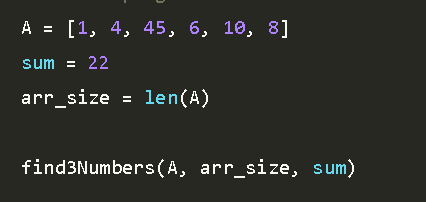 A = [1, 4, 45, 6, 10, 8]
sum = 22
arr_size = len(A)
find3Numbers(A, arr_size, sum)